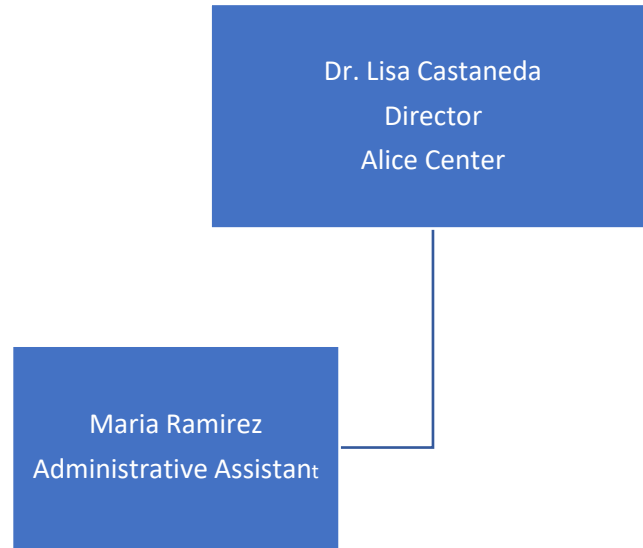 Dr. Lisa Castaneda
Director
Alice Center
Maria Ramirez
Administrative Assistant